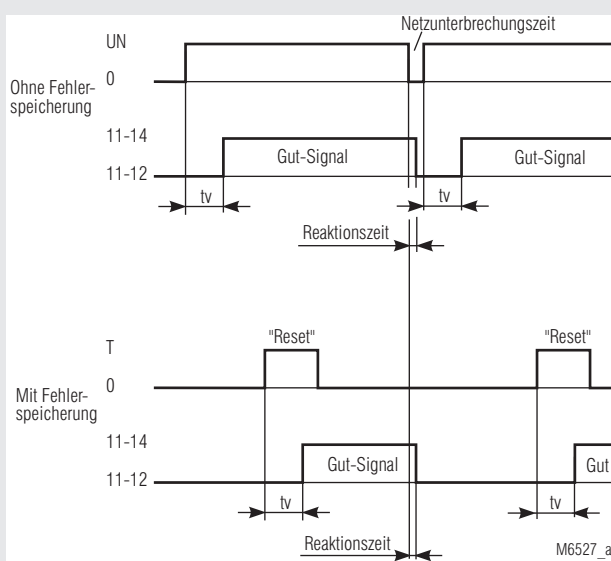 Netzunterbrechungszeit
UN
Ohne Fehler-
speicherung
0
11-14
Gut-Signal
Gut-Signal
11-12
tv
tv
Reaktionszeit
"Reset"
"Reset"
T
Mit Fehler-
speicherung
0
11-14
Gut-Signal
Gut
11-12
tv
tv
Reaktionszeit
M6527_a